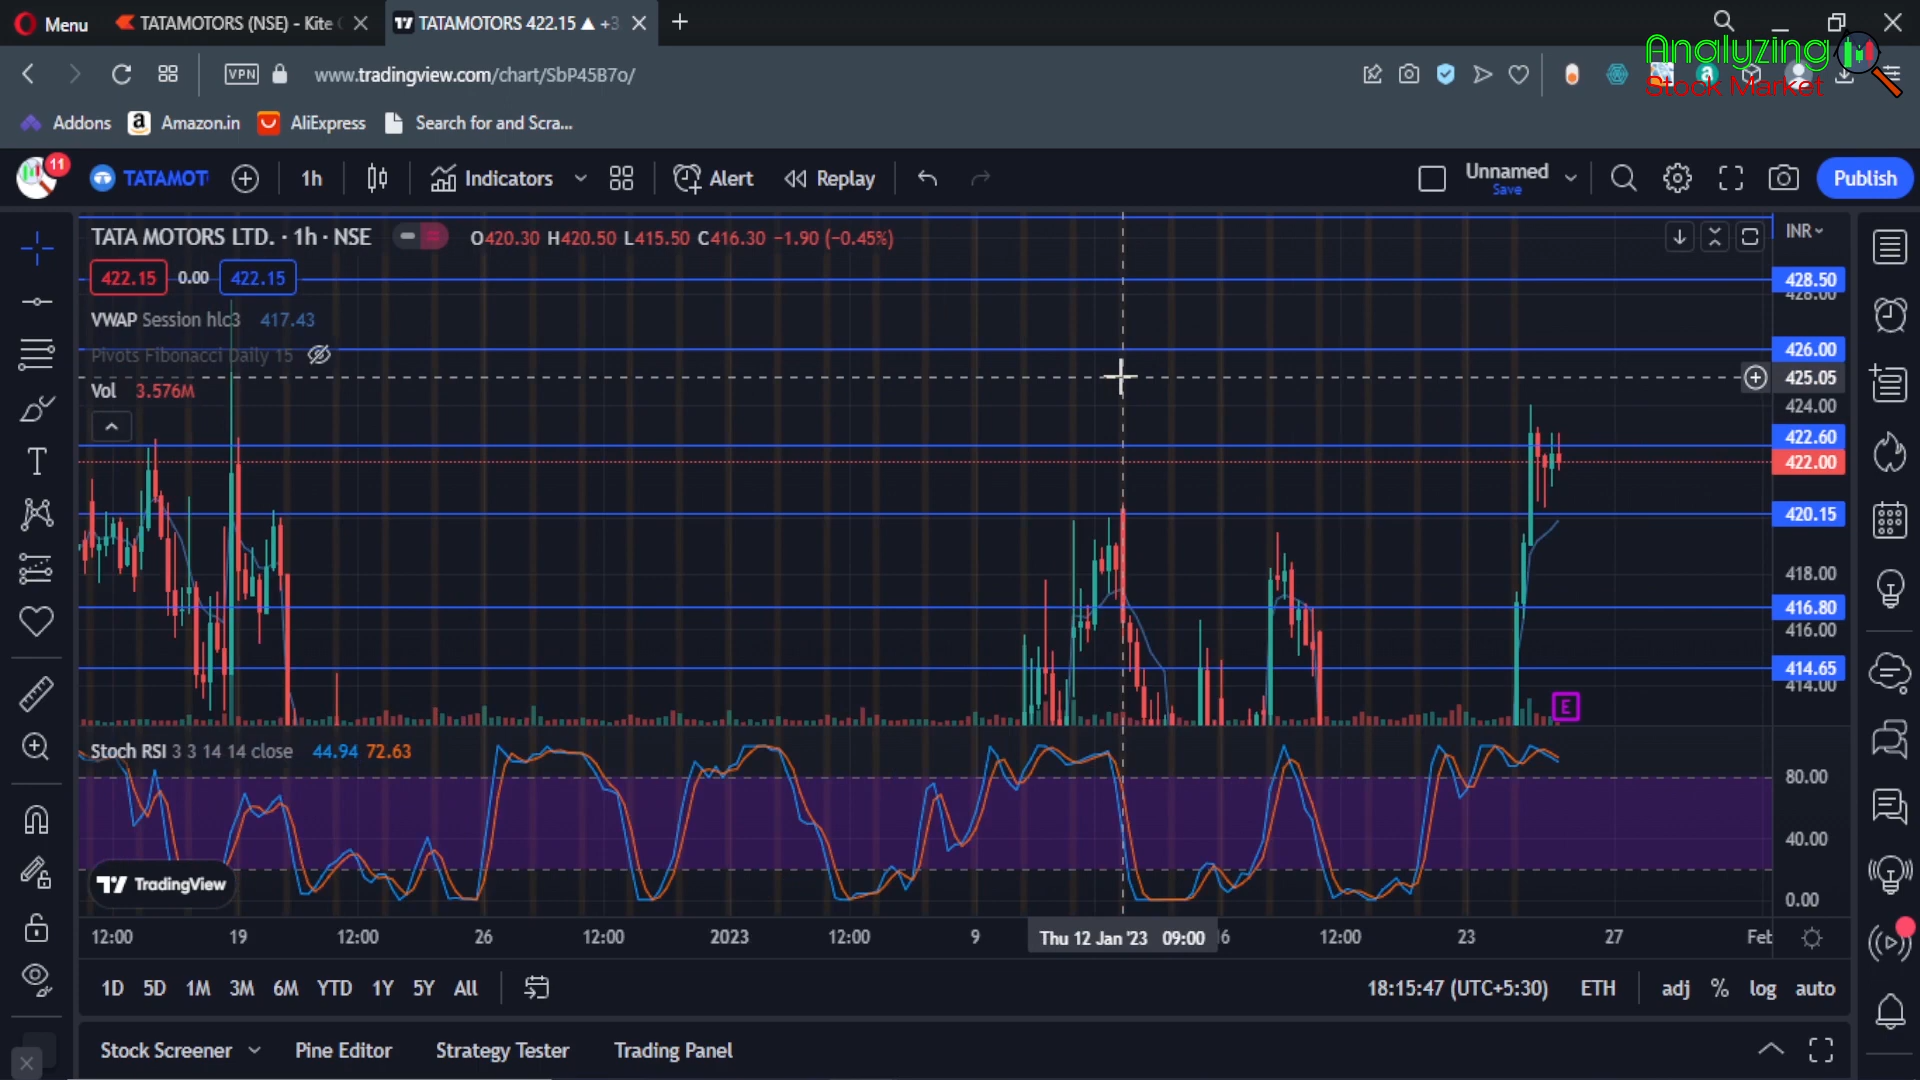 Menu
TATAMOTORS (NSE) - Kite
TATAMOTORS 422.15 ▲ +3
Analyzing
Stock Market
VPN
www.tradingview.com/chart/SbP45B7o/
Addons
Amazon.in
AliExpress
Search for and Scra...
11
TATAMOT
1h
Indicators
Alert
Replay
Unnamed
Save
Publish
TATA MOTORS LTD. · 1h · NSE
O420.30 H420.50 L415.50 C416.30 −1.90 (−0.45%)
INR
422.15 0.00 422.15
428.50
428.00
VWAP Session hlc3 417.43
426.00
Pivots Fibonacci Daily 15
425.05
Vol 3.576M
424.00
422.60
422.00
420.15
418.00
416.80
416.00
414.65
414.00
E
Stoch RSI 3 3 14 14 close 44.94 72.63
80.00
40.00
TradingView
0.00
12:00 19 12:00 26 12:00 2023 12:00 9 Thu 12 Jan '23 09:00 6 12:00 23 27 Feb
1D 5D 1M 3M 6M YTD 1Y 5Y All
18:15:47 (UTC+5:30) ETH adj % log auto
Stock Screener Pine Editor Strategy Tester Trading Panel